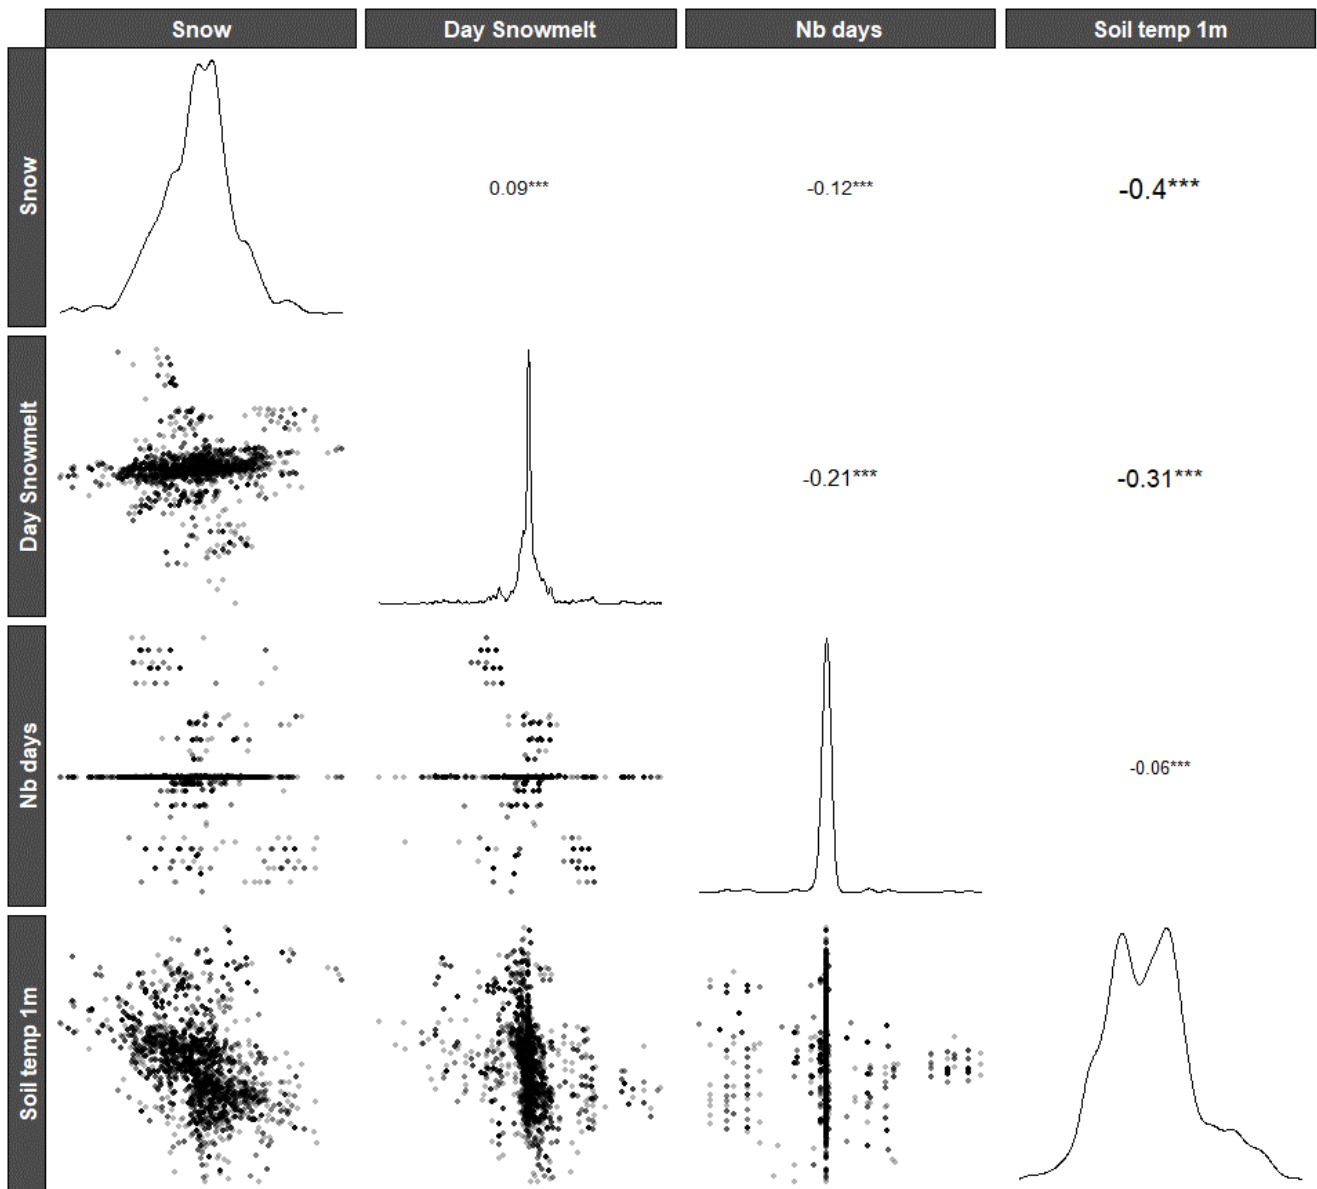 Snow Day Snowmelt Nb days Soil temp 1m
Snow
0.09*** -0.12*** -0.4***
Day Snowmelt
-0.21*** -0.31***
Nb days
-0.06***
Soil temp 1m